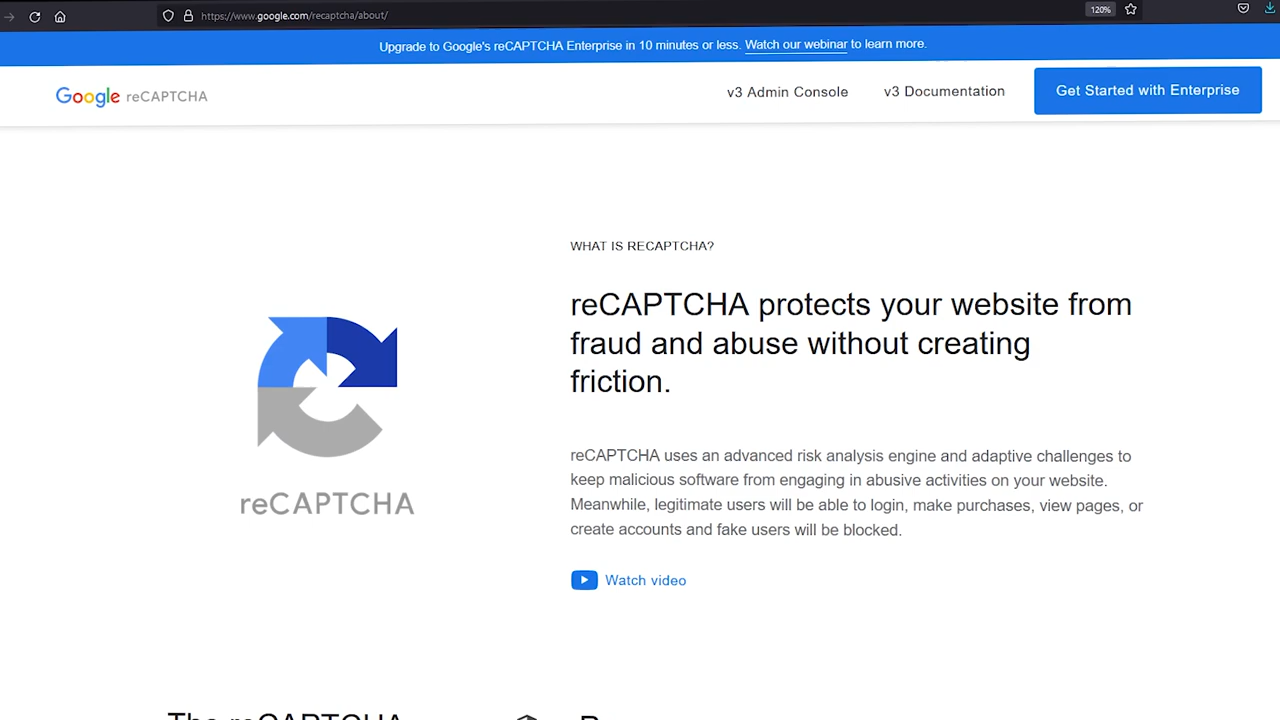 https://www.google.com/recaptcha/about/
120%
Upgrade to Google's reCAPTCHA Enterprise in 10 minutes or less. Watch our webinar to learn more.
Google reCAPTCHA
v3 Admin Console
v3 Documentation
Get Started with Enterprise
WHAT IS RECAPTCHA?
reCAPTCHA protects your website from
fraud and abuse without creating
friction.
reCAPTCHA uses an advanced risk analysis engine and adaptive challenges to
keep malicious software from engaging in abusive activities on your website.
Meanwhile, legitimate users will be able to login, make purchases, view pages, or
create accounts and fake users will be blocked.
Watch video
reCAPTCHA
The reCAPTCHA